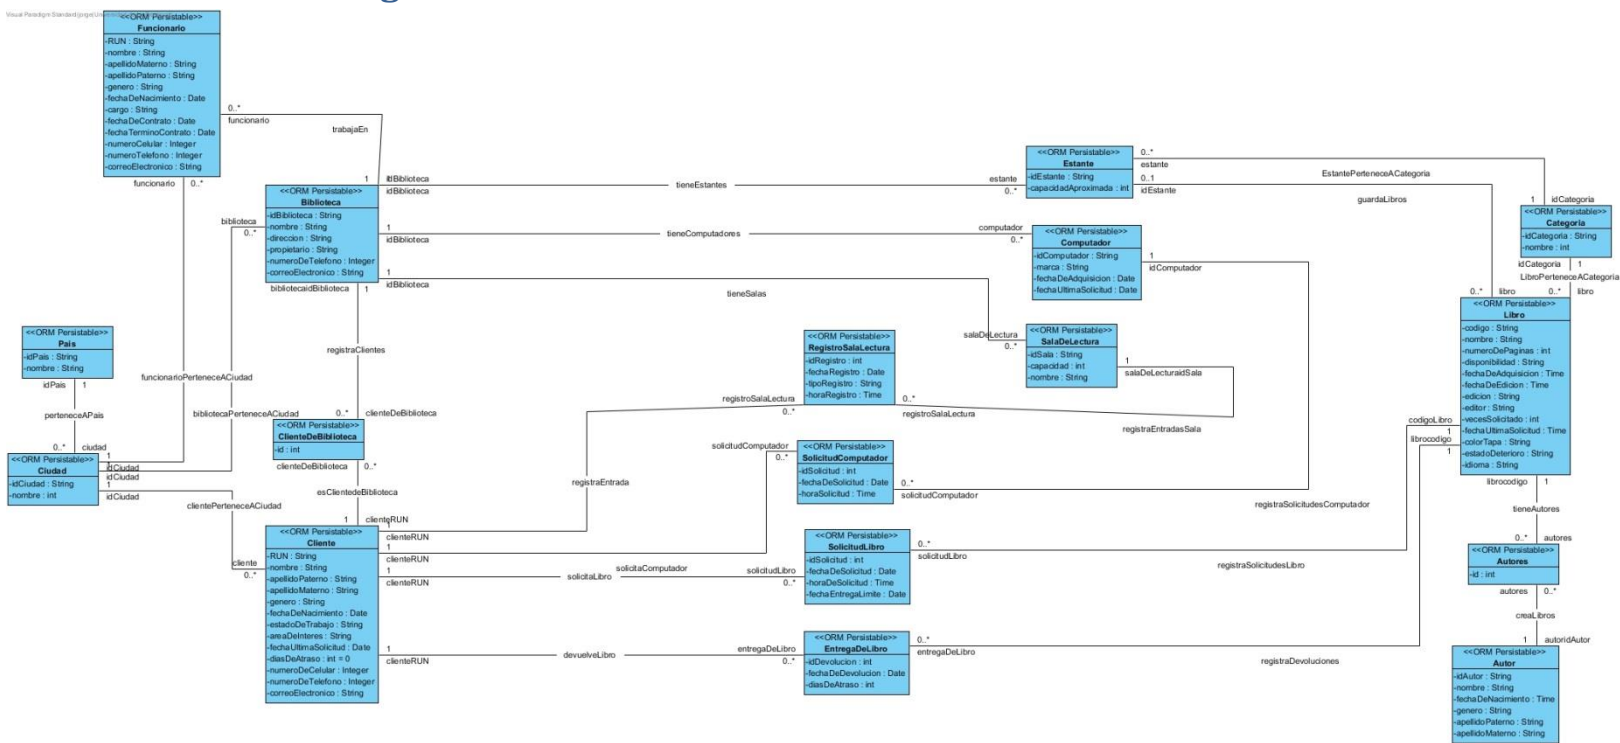 <<ORM Persistable>>
Funcionario
-RUN : String
-nombre : String
-apellidoMaterno : String
-apellidoPaterno : String
-genero : String
-fechaDeNacimiento : Date
-cargo : String
-fechaDeContrato : Date
-fechaTerminoContrato : Date
-numeroCelular : Integer
-numeroTelefono : Integer
-correoElectronico : String
0..*
funcionario
trabajaEn
funcionario 0..*
1 idBiblioteca
<<ORM Persistable>>
Biblioteca
-idBiblioteca : String
-nombre : String
-direccion : String
-propietario : String
-numeroDeTelefono : Integer
-correoElectronico : String
biblioteca
0..*
idBiblioteca
tieneEstantes
estante
0..*
1
idBiblioteca
tieneComputadores
computador
0..*
1
idBiblioteca
tieneSalas
salaDeLectura
0..*
bibliotecaidBiblioteca 1
registraClientes
0..* clienteDeBiblioteca
<<ORM Persistable>>
Estante
-idEstante : String
-capacidadAproximada : int
0..*
estante
EstantePerteneceACategoria
0..1
idEstante
guardaLibros
1 idCategoria
<<ORM Persistable>>
Categoria
-idCategoria : String
-nombre : int
idCategoria 1
LibroPerteneceACategoria
0..* libro
0..* libro
<<ORM Persistable>>
Computador
-idComputador : String
-marca : String
-fechaDeAdquisicion : Date
-fechaUltimaSolicitud : Date
1
idComputador
<<ORM Persistable>>
SalaDeLectura
-idSala : String
-capacidad : int
-nombre : String
1
salaDeLecturaidSala
<<ORM Persistable>>
RegistroSalaLectura
-idRegistro : int
-fechaRegistro : Date
-tipoRegistro : String
-horaRegistro : Time
registroSalaLectura
0..*
0..*
registroSalaLectura
registraEntradasSala
<<ORM Persistable>>
Libro
-codigo : String
-nombre : String
-numeroDePaginas : int
-disponibilidad : String
-fechaDeAdquisicion : Time
-fechaDeEdicion : Time
-edicion : String
-editor : String
-vecesSolicitado : int
-fechaUltimaSolicitud : Time
-colorTapa : String
-estadoDeterioro : String
-idioma : String
codigoLibro
1
librocodigo
1
librocodigo 1
tieneAutores
0..* autores
<<ORM Persistable>>
Pais
-idPais : String
-nombre : String
idPais 1
perteneceAPais
0..* ciudad
<<ORM Persistable>>
Ciudad
-idCiudad : String
-nombre : int
1
idCiudad
1
idCiudad
1
idCiudad
funcionarioPerteneceACiudad
bibliotecaPerteneceACiudad
clientePerteneceACiudad
<<ORM Persistable>>
ClienteDeBiblioteca
-id : int
clienteDeBiblioteca 0..*
esClientedeBiblioteca
1 clienteRUN
<<ORM Persistable>>
Cliente
-RUN : String
-nombre : String
-apellidoPaterno : String
-apellidoMaterno : String
-genero : String
-fechaDeNacimiento : Date
-estadoDeTrabajo : String
-areaDeInteres : String
-fechaUltimaSolicitud : Date
-diasDeAtraso : int = 0
-numeroDeCelular : Integer
-numeroDeTelefono : Integer
-correoElectronico : String
cliente
0..*
1
clienteRUN
registraEntrada
1
clienteRUN
solicitaComputador
1
clienteRUN
solicitaLibro
1
clienteRUN
devuelveLibro
solicitudComputador
0..*
<<ORM Persistable>>
SolicitudComputador
-idSolicitud : int
-fechaDeSolicitud : Date
-horaSolicitud : Time
0..*
solicitudComputador
registraSolicitudesComputador
solicitudLibro
0..*
<<ORM Persistable>>
SolicitudLibro
-idSolicitud : int
-fechaDeSolicitud : Date
-horaDeSolicitud : Time
-fechaEntregaLimite : Date
0..*
solicitudLibro
registraSolicitudesLibro
entregaDeLibro
0..*
<<ORM Persistable>>
EntregaDeLibro
-idDevolucion : int
-fechaDeDevolucion : Date
-diasDeAtraso : int
0..*
entregaDeLibro
registraDevoluciones
<<ORM Persistable>>
Autores
-id : int
autores 0..*
creaLibros
1 autoridAutor
<<ORM Persistable>>
Autor
-idAutor : String
-nombre : String
-fechaDeNacimiento : Time
-genero : String
-apellidoPaterno : String
-apellidoMaterno : String